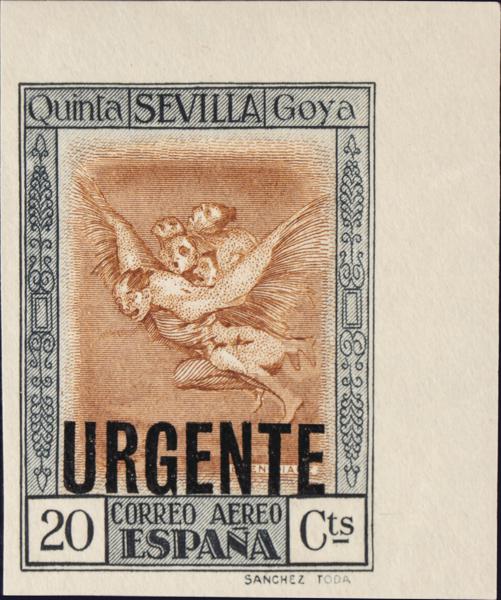 Quinta SEVILLA Goya
URGENTE
20 CORREO AEREO Cts
ESPAÑA
SANCHEZ TODA